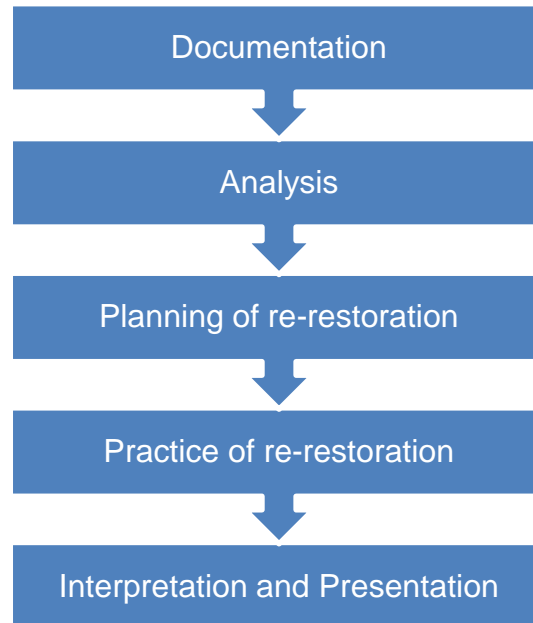 Documentation
Analysis
Planning of re-restoration
Practice of re-restoration
Interpretation and Presentation